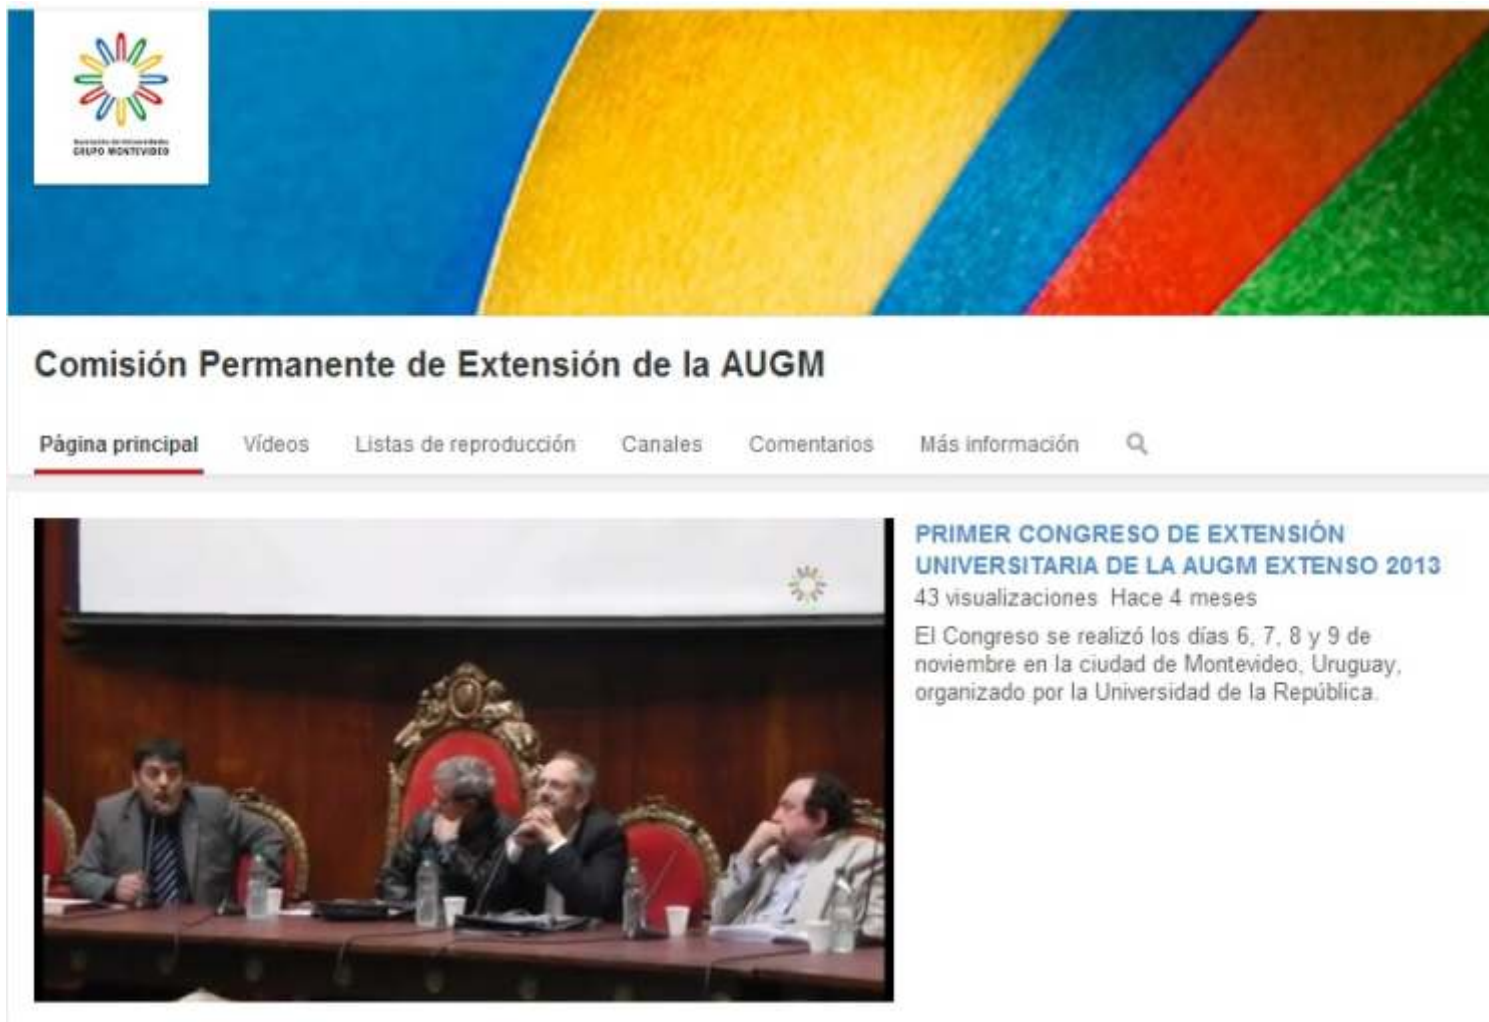 GRUPO MONTEVIDEO
Comisión Permanente de Extensión de la AUGM
Página principal Vídeos Listas de reproducción Canales Comentarios Más información
PRIMER CONGRESO DE EXTENSIÓN
UNIVERSITARIA DE LA AUGM EXTENSO 2013
43 visualizaciones Hace 4 meses
El Congreso se realizó los días 6, 7, 8 y 9 de
noviembre en la ciudad de Montevideo, Uruguay,
organizado por la Universidad de la República.